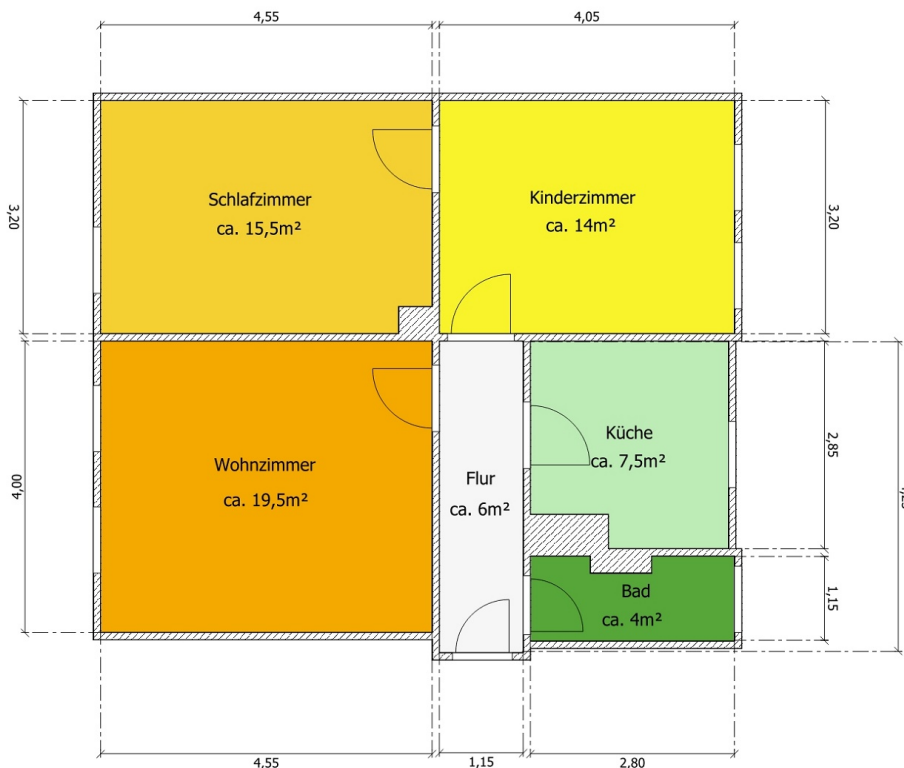 4,55
4,05
3,20
Schlafzimmer
ca. 15,5m²
Kinderzimmer
ca. 14m²
3,20
4,00
Wohnzimmer
ca. 19,5m²
Flur
ca. 6m²
Küche
ca. 7,5m²
2,85
Bad
ca. 4m²
1,15
4,55
1,15
2,80